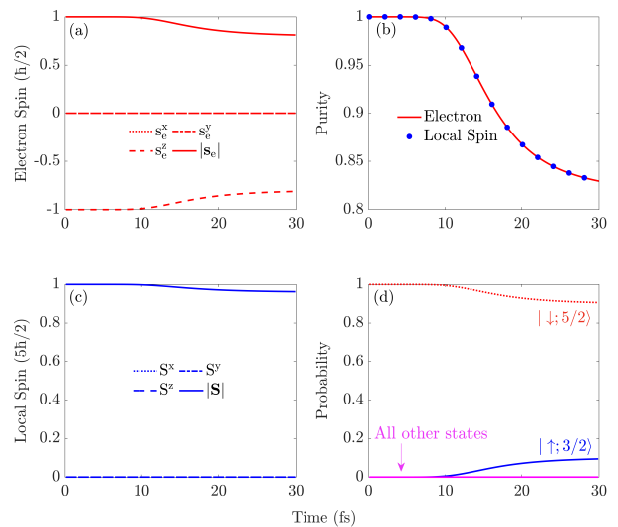 (a)
1
0.5
0
-0.5
-1
Electron Spin (ħ/2)
s_e^x s_e^y
s_e^z |s_e|
0 10 20 30
(b)
1
0.95
0.9
0.85
0.8
Purity
Electron
Local Spin
0 10 20 30
(c)
1
0.8
0.6
0.4
0.2
0
Local Spin (5ħ/2)
S^x S^y
S^z |S|
0 10 20 30
(d)
1
0.8
0.6
0.4
0.2
0
Probability
| ↓; 5/2⟩
All other states
| ↑; 3/2⟩
0 10 20 30
Time (fs)